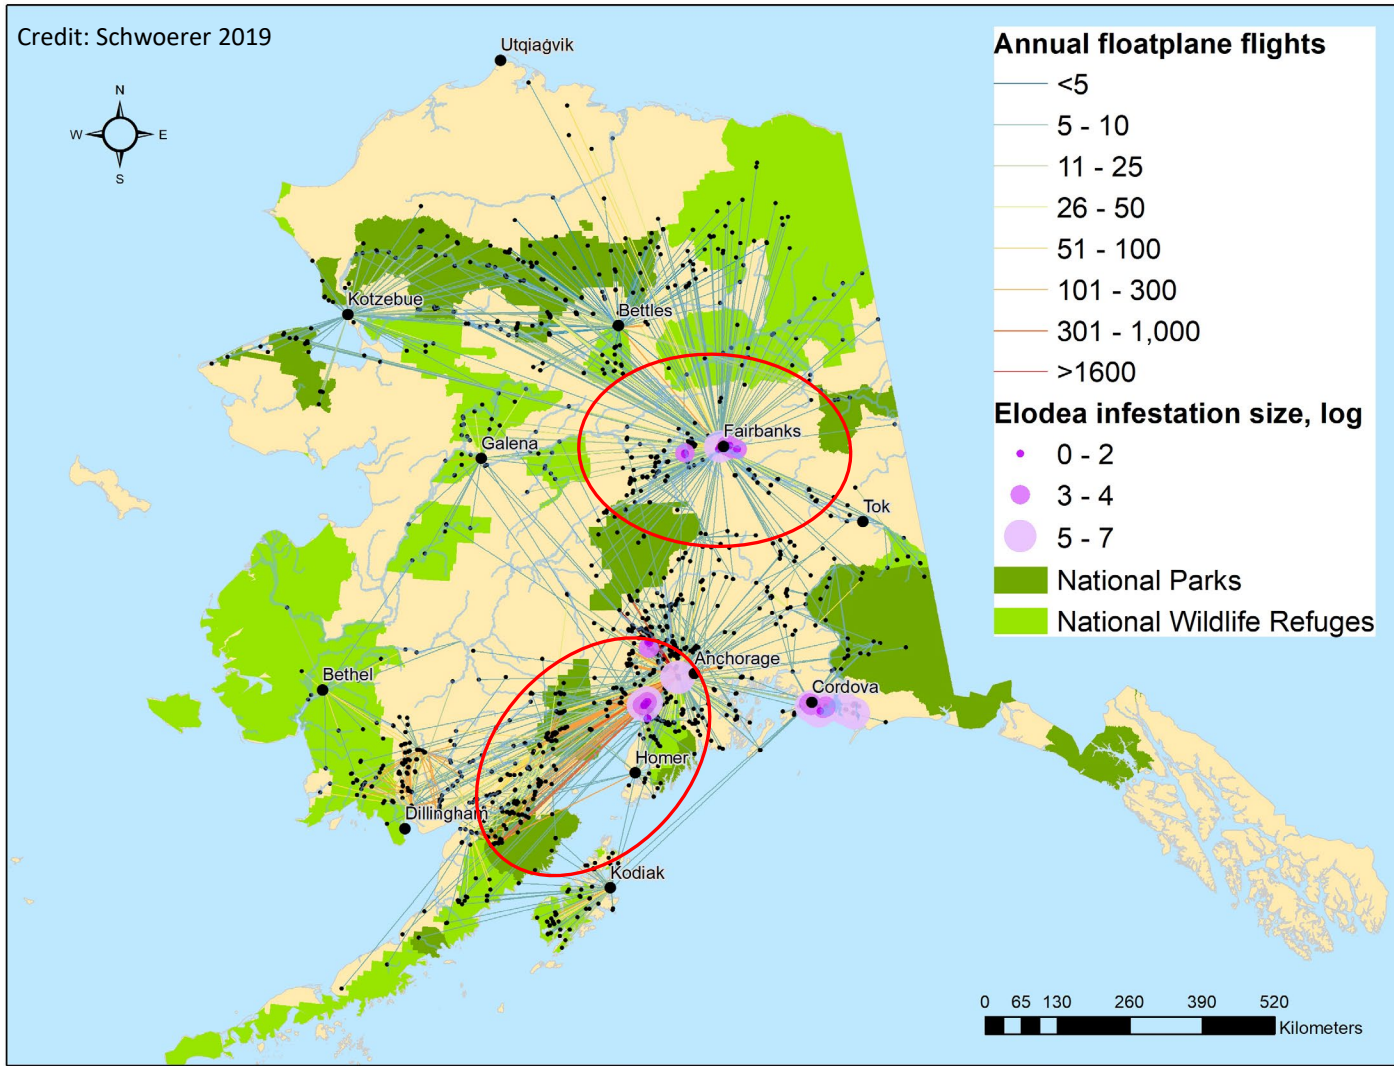 Credit: Schwoerer 2019
N
W
E
S
Utqiaġvik
Kotzebue
Bettles
Fairbanks
Galena
Tok
Bethel
Anchorage
Cordova
Homer
Dillingham
Kodiak
Annual floatplane flights
<5
5 - 10
11 - 25
26 - 50
51 - 100
101 - 300
301 - 1,000
>1600
Elodea infestation size, log
0 - 2
3 - 4
5 - 7
National Parks
National Wildlife Refuges
0 65 130 260 390 520
Kilometers